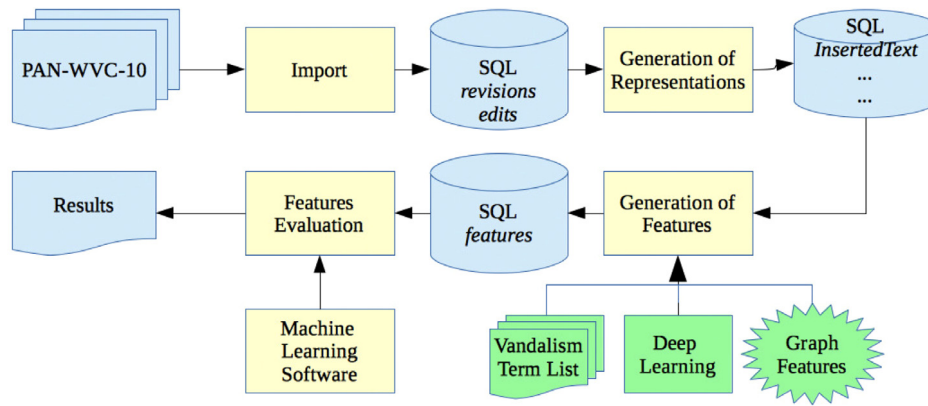 PAN-WVC-10
Import
SQL
revisions
edits
Generation of
Representations
SQL
InsertedText
...
...
Results
Features
Evaluation
SQL
features
Generation of
Features
Machine
Learning
Software
Vandalism
Term List
Deep
Learning
Graph
Features